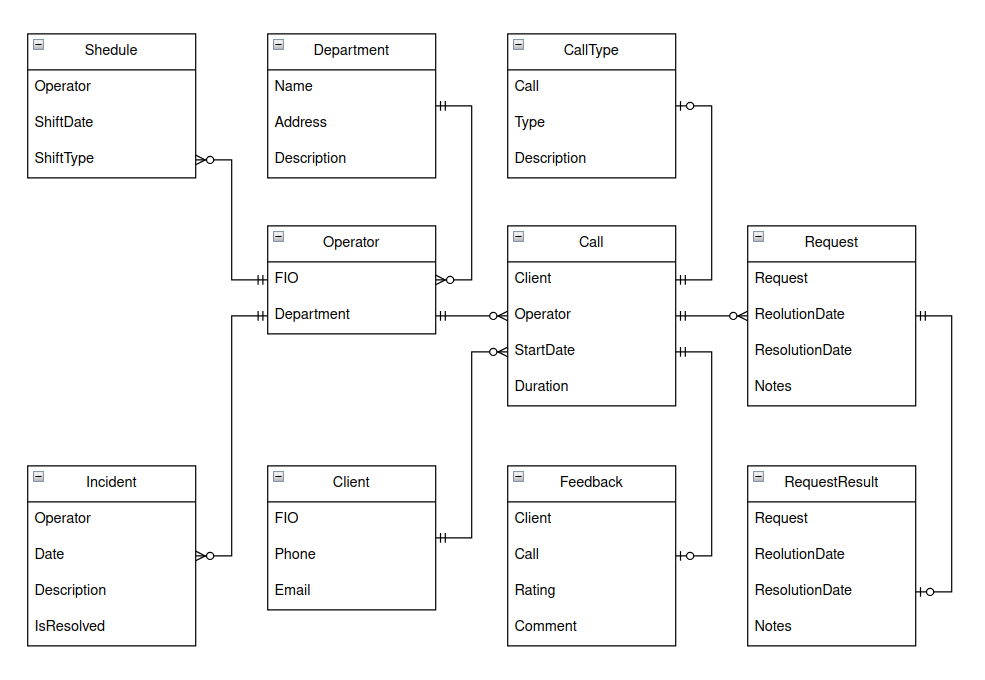 Shedule
Operator
ShiftDate
ShiftType
Department
Name
Address
Description
CallType
Call
Type
Description
Operator
FIO
Department
Call
Client
Operator
StartDate
Duration
Request
Request
ReolutionDate
ResolutionDate
Notes
Incident
Operator
Date
Description
IsResolved
Client
FIO
Phone
Email
Feedback
Client
Call
Rating
Comment
RequestResult
Request
ReolutionDate
ResolutionDate
Notes